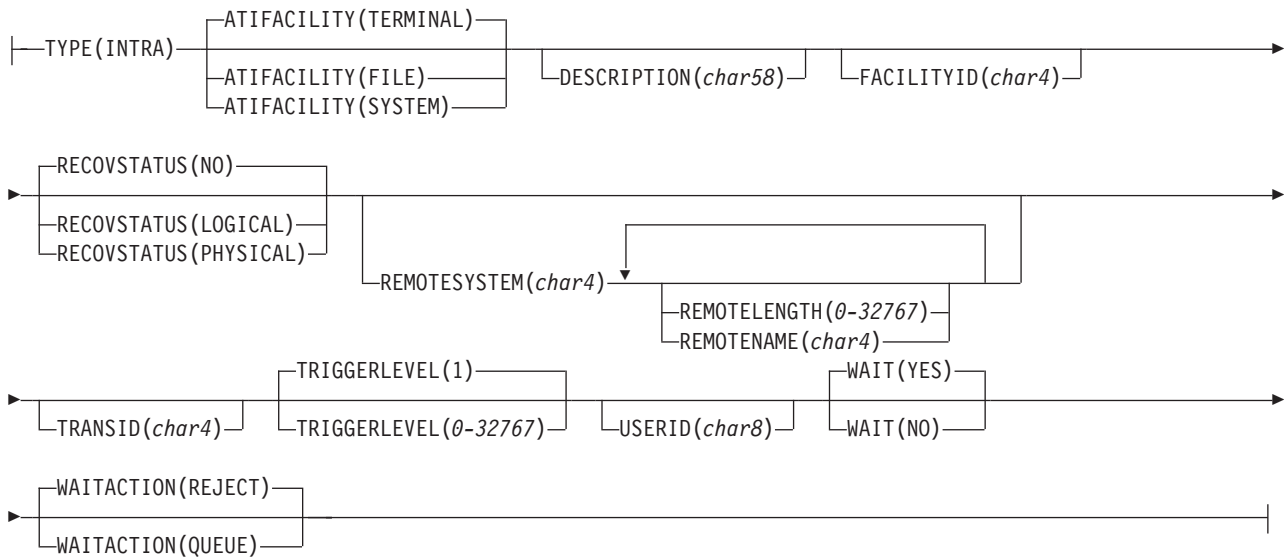 ATIFACILITY(TERMINAL)
TYPE(INTRA)
ATIFACILITY(FILE)
ATIFACILITY(SYSTEM)
DESCRIPTION(char58)
FACILITYID(char4)
RECOVSTATUS(NO)
RECOVSTATUS(LOGICAL)
RECOVSTATUS(PHYSICAL)
REMOTESYSTEM(char4)
REMOTELENGTH(0-32767)
REMOTENAME(char4)
TRANSID(char4)
TRIGGERLEVEL(1)
TRIGGERLEVEL(0-32767)
USERID(char8)
WAIT(YES)
WAIT(NO)
WAITACTION(REJECT)
WAITACTION(QUEUE)